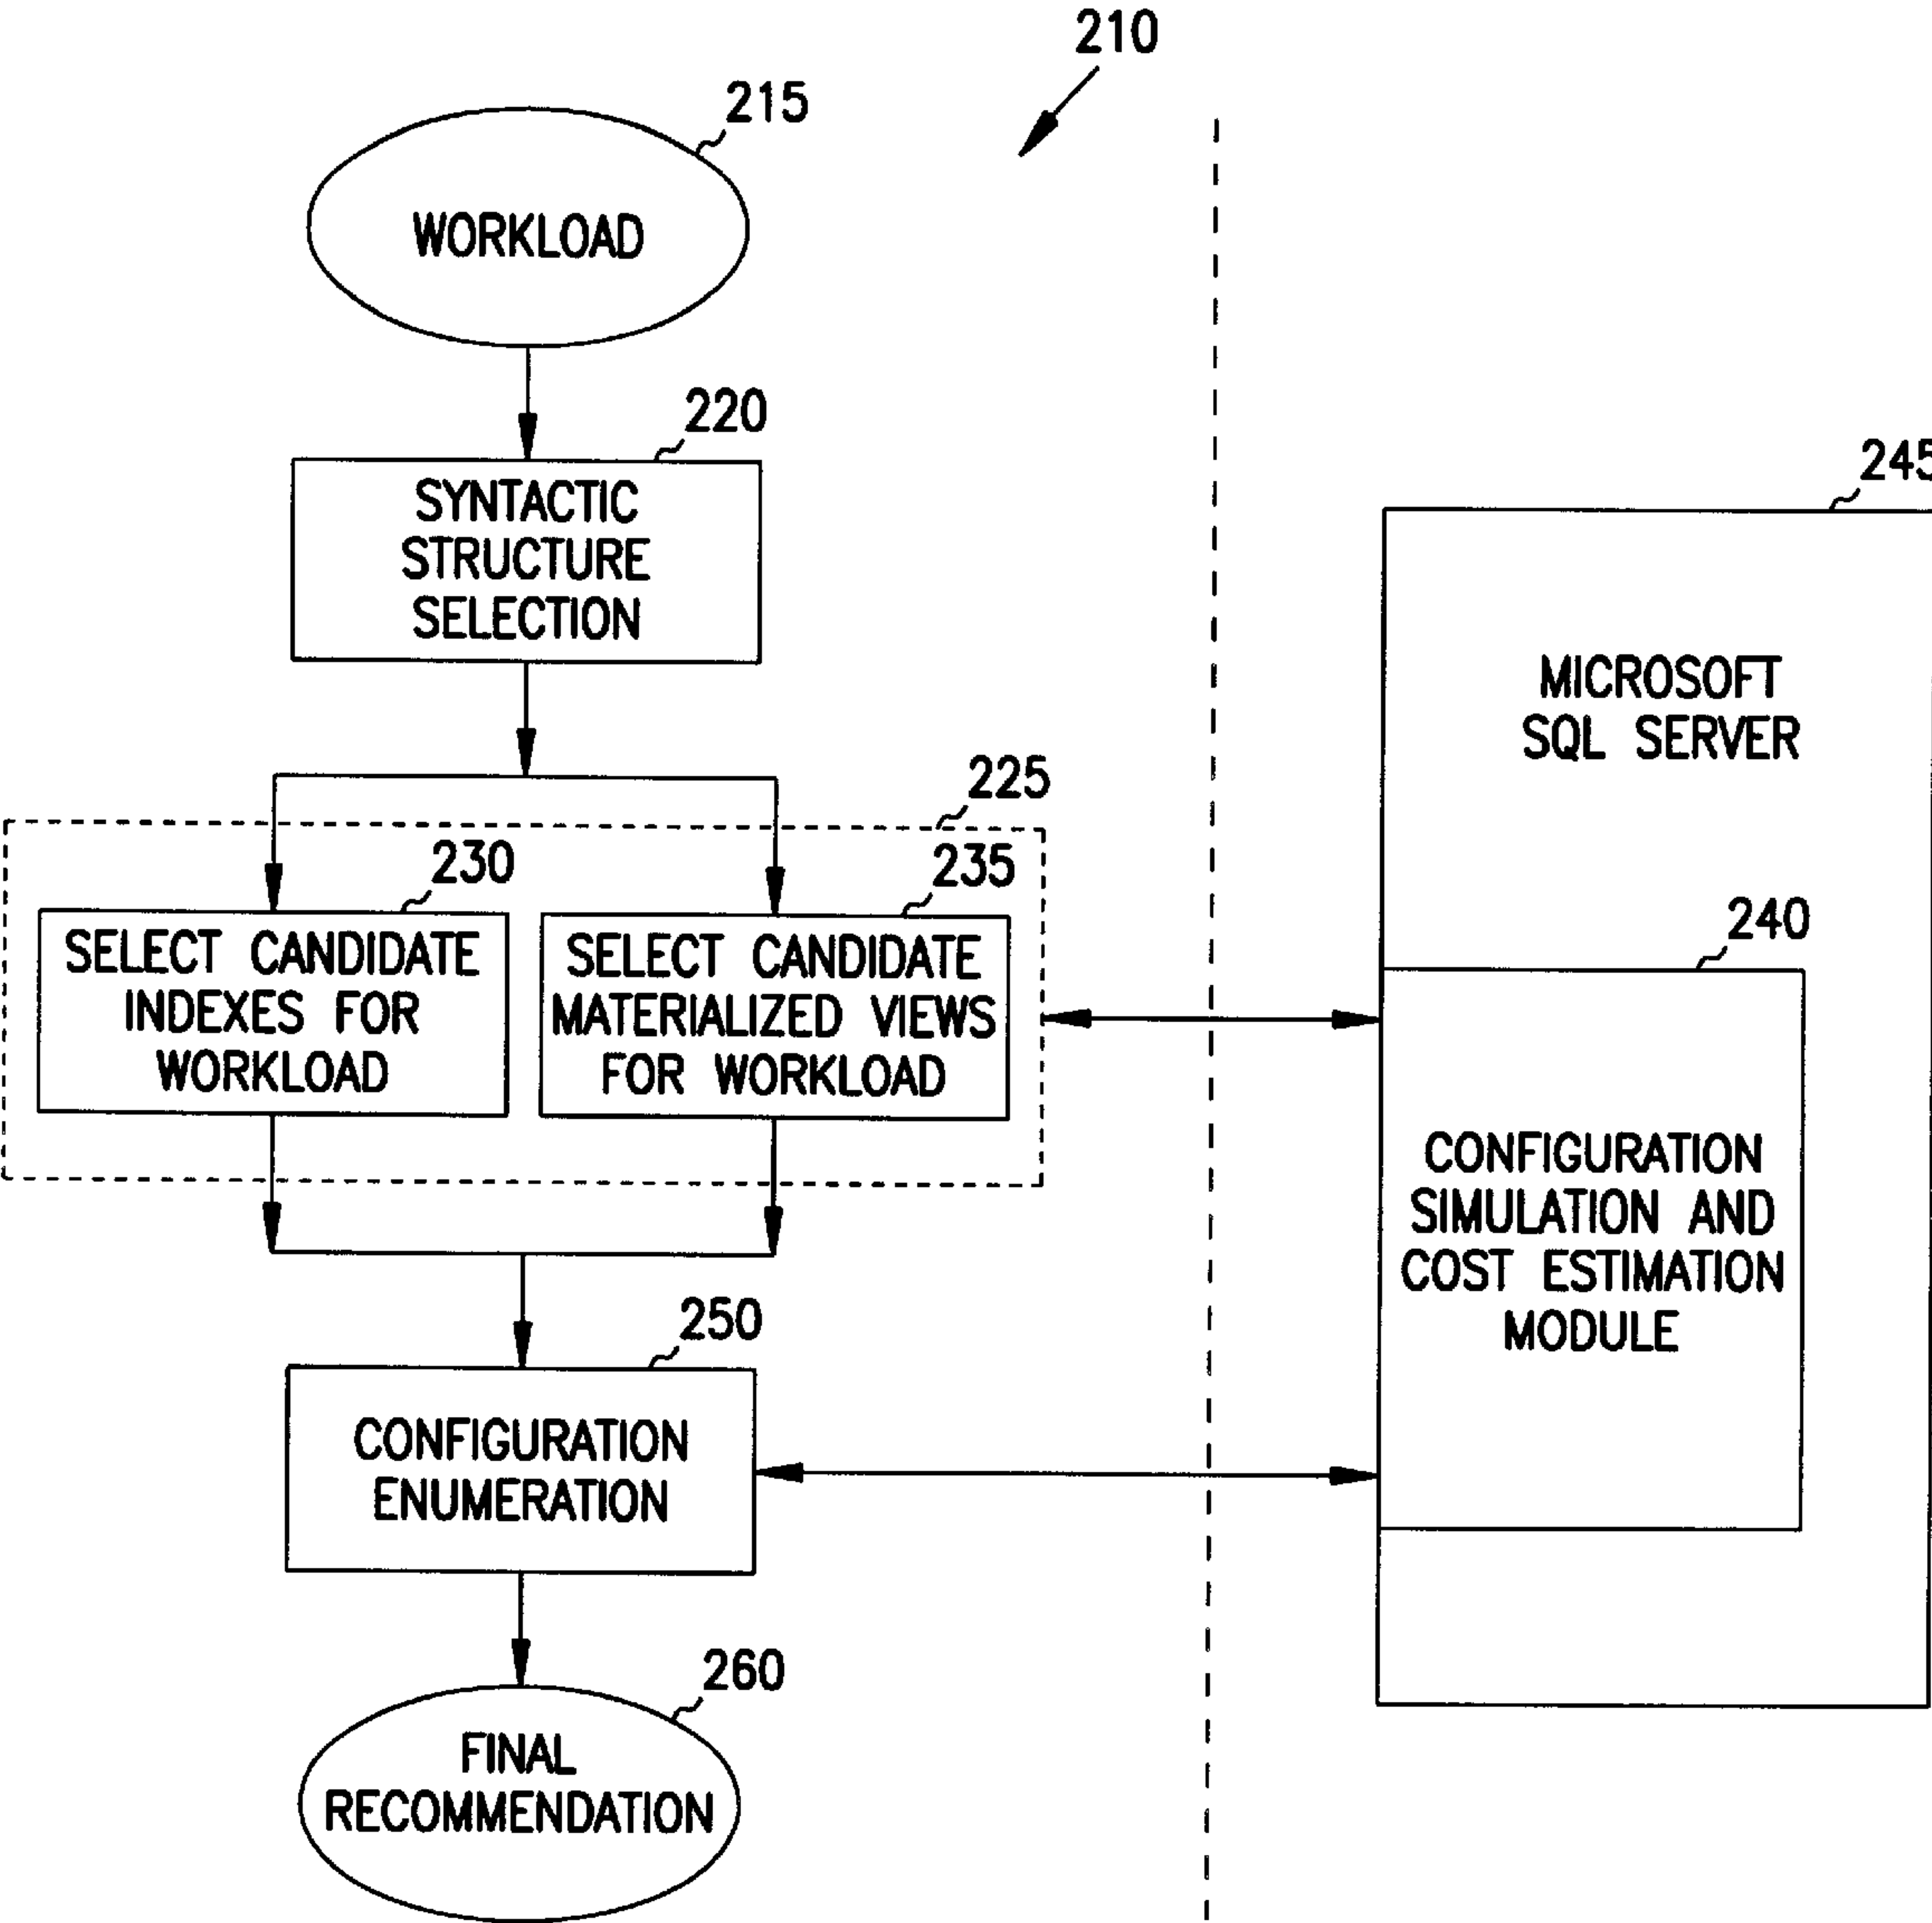 210
215
WORKLOAD
220
SYNTACTIC
STRUCTURE
SELECTION
245
MICROSOFT
SQL SERVER
225
230
235
SELECT CANDIDATE
INDEXES FOR
WORKLOAD
SELECT CANDIDATE
MATERIALIZED VIEWS
FOR WORKLOAD
240
CONFIGURATION
SIMULATION AND
COST ESTIMATION
MODULE
250
CONFIGURATION
ENUMERATION
260
FINAL
RECOMMENDATION